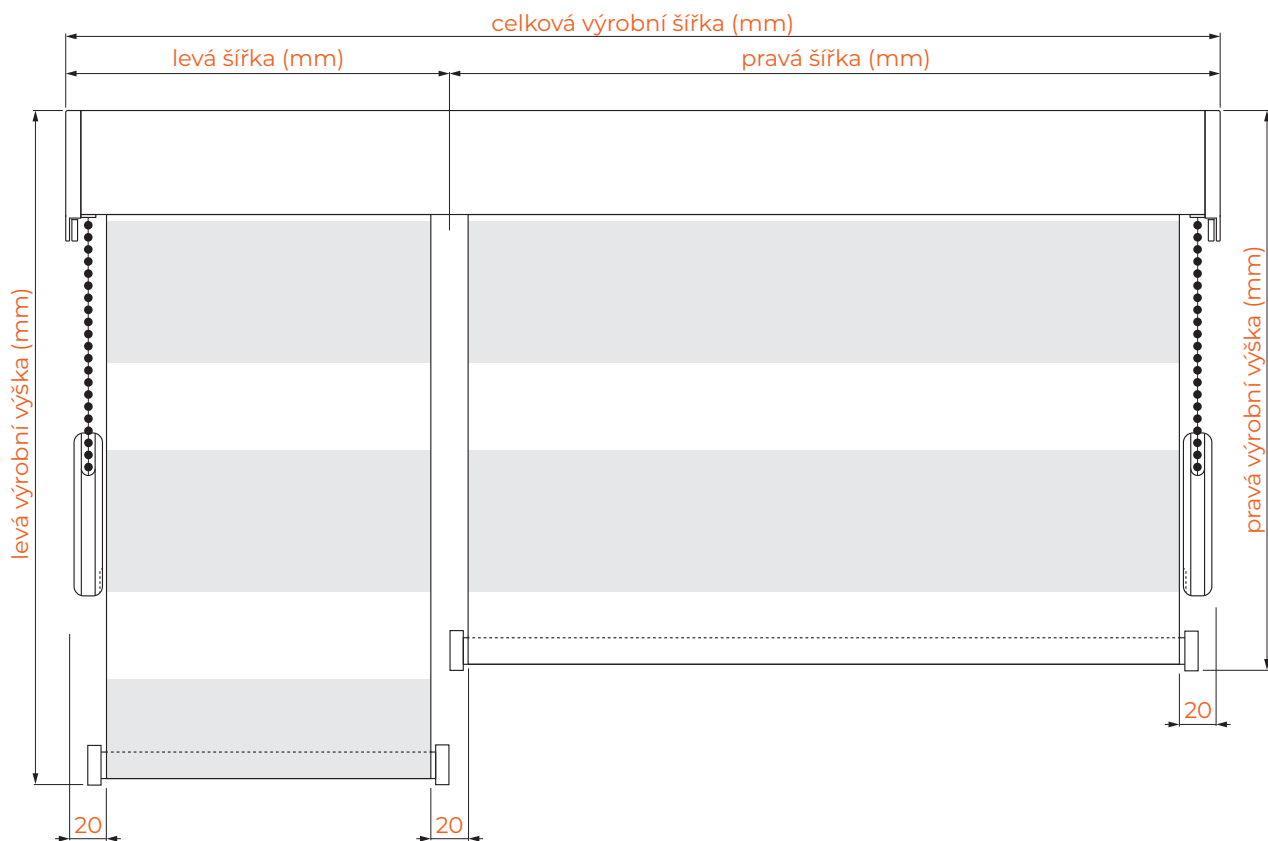 celková výrobní šířka (mm)
levá šířka (mm)
pravá šířka (mm)
levá výrobní výška (mm)
pravá výrobní výška (mm)
20
20
20